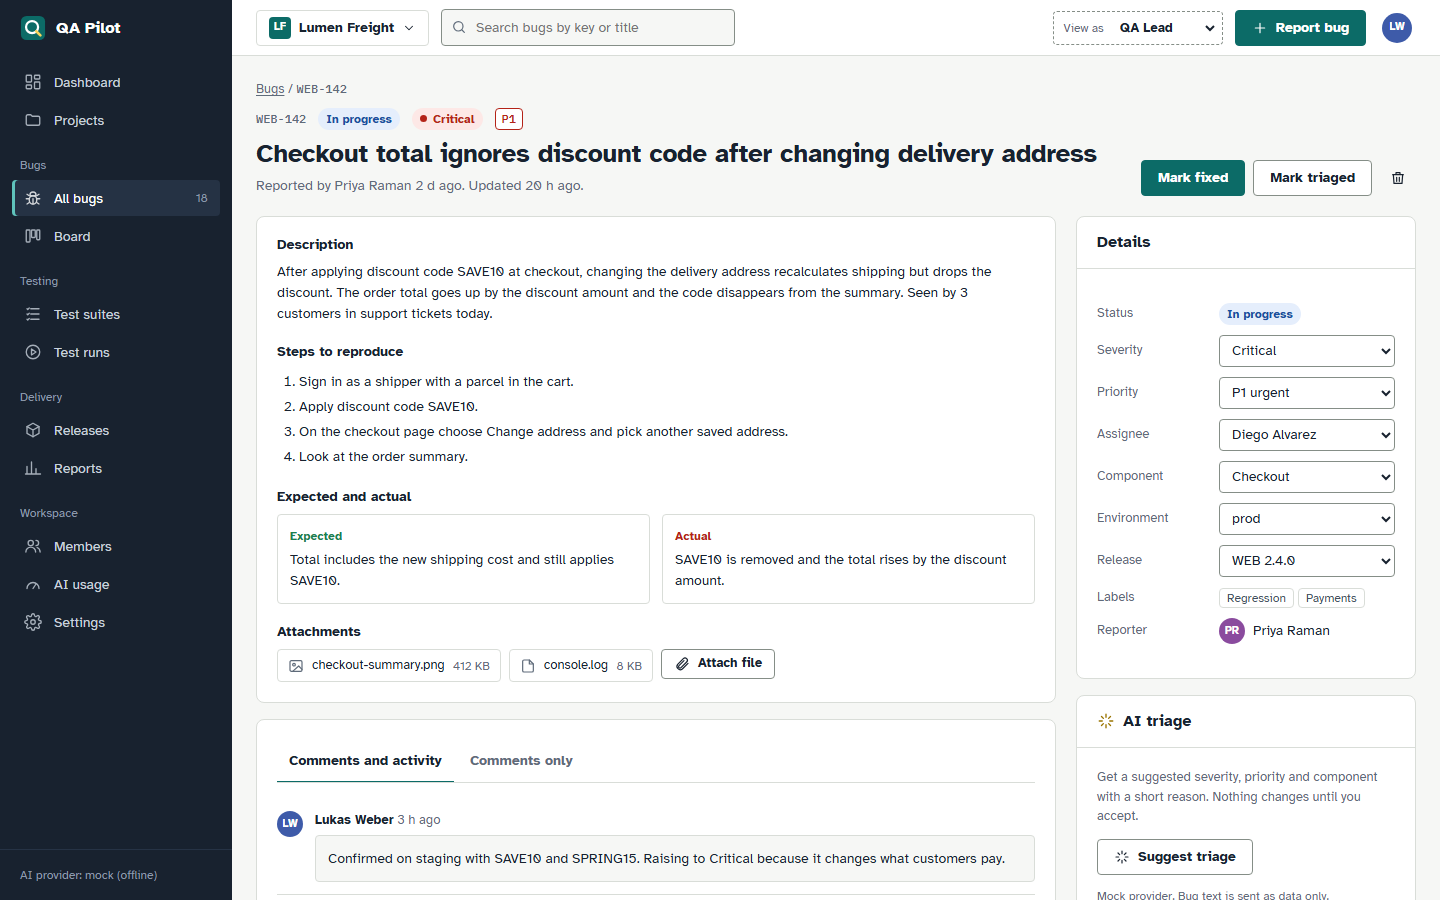 QA Pilot
Dashboard
Projects
Bugs
All bugs 18
Board
Testing
Test suites
Test runs
Delivery
Releases
Reports
Workspace
Members
AI usage
Settings
AI provider: mock (offline)
LF Lumen Freight
Search bugs by key or title
View as QA Lead
Report bug
LW
Bugs / WEB-142
WEB-142 In progress Critical P1
Checkout total ignores discount code after changing delivery address
Reported by Priya Raman 2 d ago. Updated 20 h ago.
Mark fixed
Mark triaged
Description
After applying discount code SAVE10 at checkout, changing the delivery address recalculates shipping but drops the
discount. The order total goes up by the discount amount and the code disappears from the summary. Seen by 3
customers in support tickets today.
Steps to reproduce
1. Sign in as a shipper with a parcel in the cart.
2. Apply discount code SAVE10.
3. On the checkout page choose Change address and pick another saved address.
4. Look at the order summary.
Expected and actual
Expected
Total includes the new shipping cost and still applies
SAVE10.
Actual
SAVE10 is removed and the total rises by the discount
amount.
Attachments
checkout-summary.png 412 KB
console.log 8 KB
Attach file
Comments and activity
Comments only
LW Lukas Weber 3 h ago
Confirmed on staging with SAVE10 and SPRING15. Raising to Critical because it changes what customers pay.
Details
Status In progress
Severity Critical
Priority P1 urgent
Assignee Diego Alvarez
Component Checkout
Environment prod
Release WEB 2.4.0
Labels Regression Payments
Reporter PR Priya Raman
AI triage
Get a suggested severity, priority and component
with a short reason. Nothing changes until you
accept.
Suggest triage
Mock provider. Bug text is sent as data only.